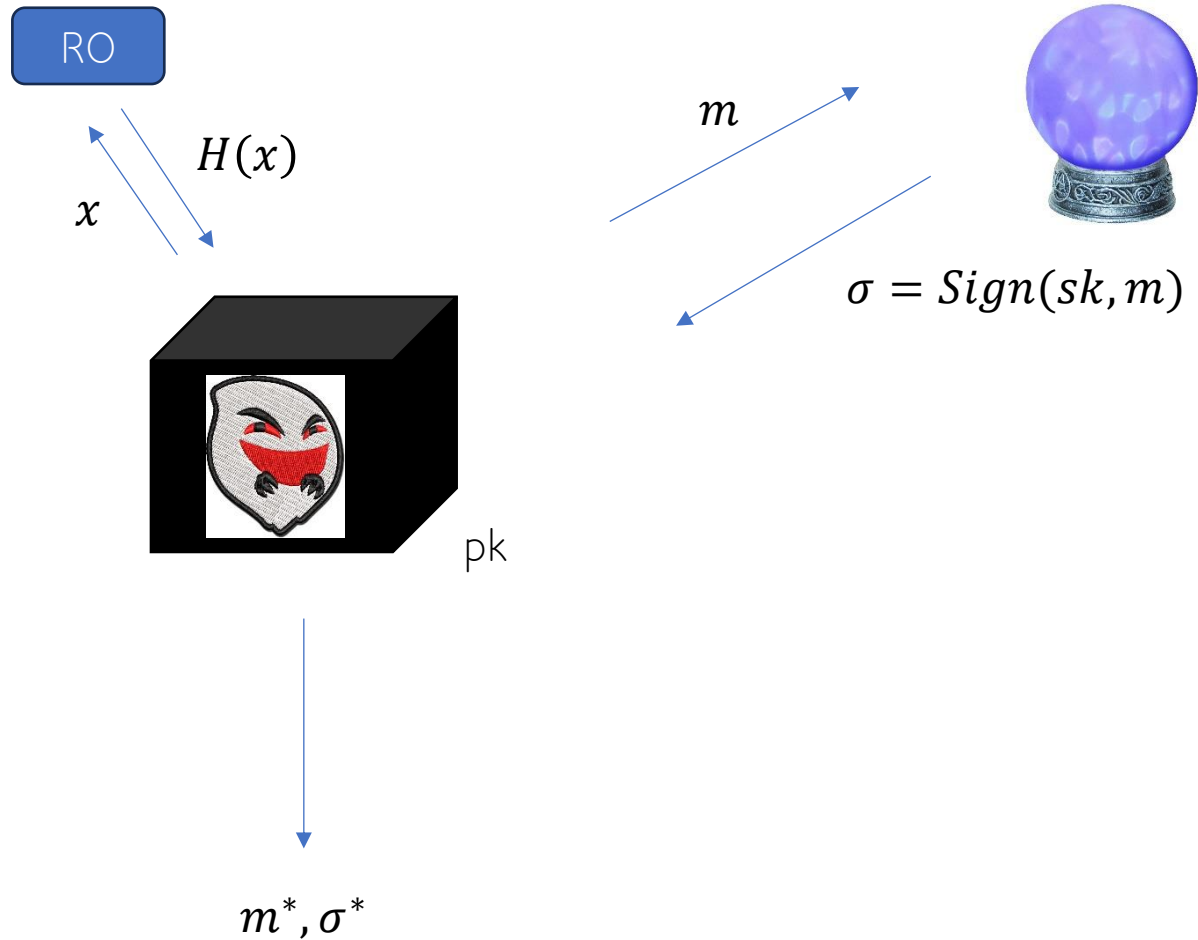 RO
m
H(x)
x
σ = Sign(sk, m)
pk
m*, σ*